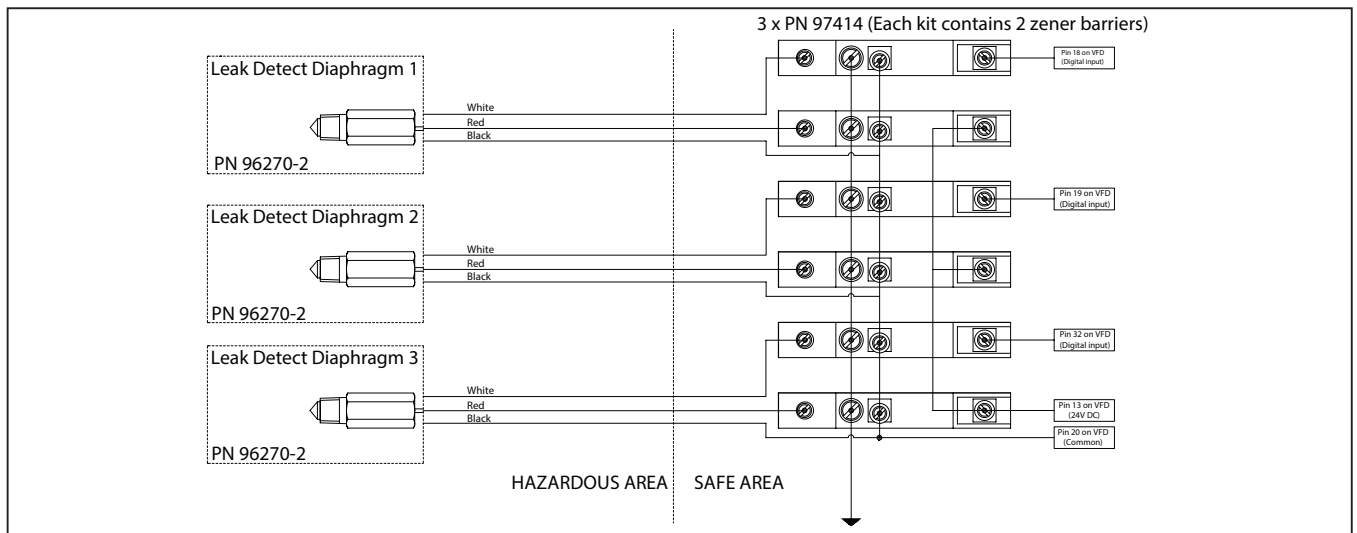 3 x PN 97414 (Each kit contains 2 zener barriers)
Leak Detect Diaphragm 1
PN 96270-2
White
Red
Black
Pin 18 on VFD
(Digital input)
Leak Detect Diaphragm 2
PN 96270-2
White
Red
Black
Pin 19 on VFD
(Digital input)
Leak Detect Diaphragm 3
PN 96270-2
White
Red
Black
Pin 32 on VFD
(Digital input)
Pin 13 on VFD
(24V DC)
Pin 20 on VFD
(Common)
HAZARDOUS AREA
SAFE AREA